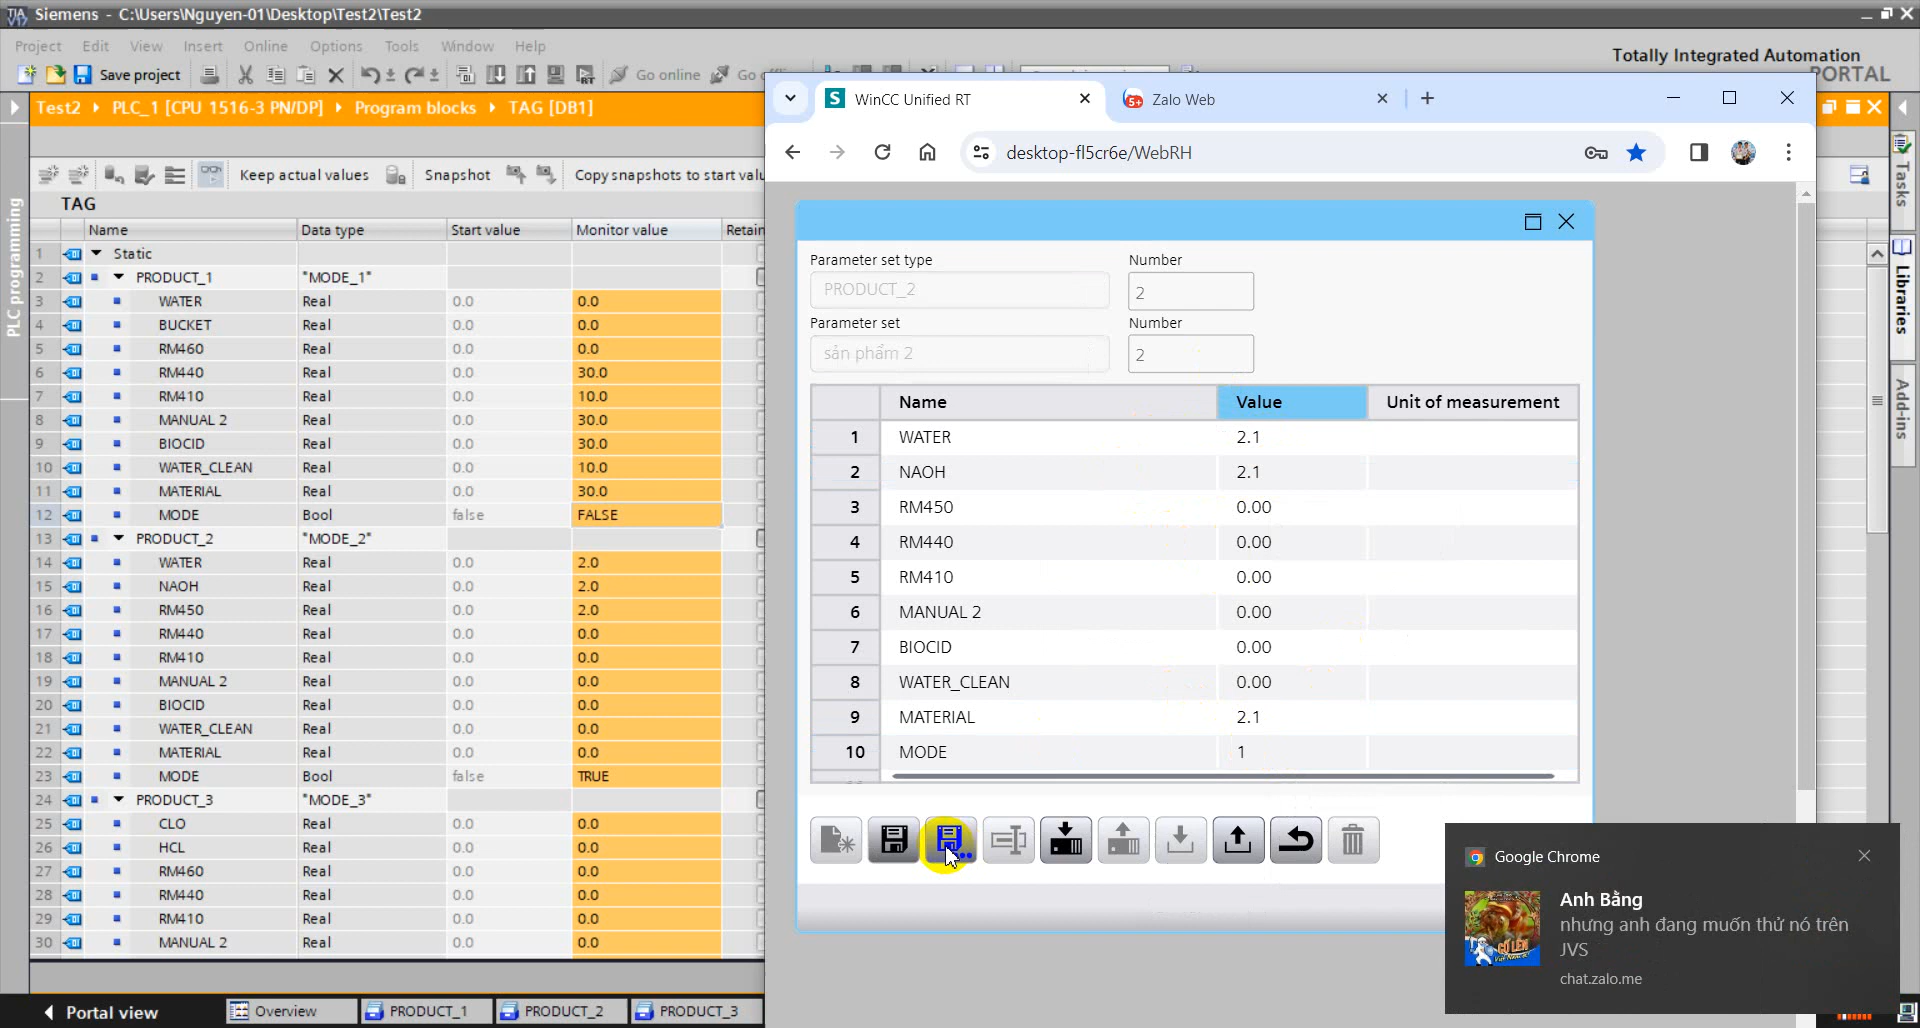 Siemens - C:\Users\Nguyen-01\Desktop\Test2\Test2
Project Edit View Insert Online Options Tools Window Help
Totally Integrated Automation
PORTAL
Save project Go online
Test2 PLC_1 [CPU 1516-3 PN/DP] Program blocks TAG [DB1]
Keep actual values Snapshot Copy snapshots to start valu
TAG
Name Data type Start value Monitor value Retain
1 Static
2 PRODUCT_1 "MODE_1"
3 WATER Real 0.0 0.0
4 BUCKET Real 0.0 0.0
5 RM460 Real 0.0 0.0
6 RM440 Real 0.0 30.0
7 RM410 Real 0.0 10.0
8 MANUAL 2 Real 0.0 30.0
9 BIOCID Real 0.0 30.0
10 WATER_CLEAN Real 0.0 10.0
11 MATERIAL Real 0.0 30.0
12 MODE Bool false FALSE
13 PRODUCT_2 "MODE_2"
14 WATER Real 0.0 2.0
15 NAOH Real 0.0 2.0
16 RM450 Real 0.0 2.0
17 RM440 Real 0.0 0.0
18 RM410 Real 0.0 0.0
19 MANUAL 2 Real 0.0 0.0
20 BIOCID Real 0.0 0.0
21 WATER_CLEAN Real 0.0 0.0
22 MATERIAL Real 0.0 0.0
23 MODE Bool false TRUE
24 PRODUCT_3 "MODE_3"
25 CLO Real 0.0 0.0
26 HCL Real 0.0 0.0
27 RM460 Real 0.0 0.0
28 RM440 Real 0.0 0.0
29 RM410 Real 0.0 0.0
30 MANUAL 2 Real 0.0 0.0
PLC programming
Portal view Overview PRODUCT_1 PRODUCT_2 PRODUCT_3
WinCC Unified RT
5+ Zalo Web
desktop-fl5cr6e/WebRH
Parameter set type Number
PRODUCT_2 2
Parameter set Number
sản phẩm 2 2
Name Value Unit of measurement
1 WATER 2.1
2 NAOH 2.1
3 RM450 0.00
4 RM440 0.00
5 RM410 0.00
6 MANUAL 2 0.00
7 BIOCID 0.00
8 WATER_CLEAN 0.00
9 MATERIAL 2.1
10 MODE 1
Tasks
Libraries
Add-ins
Google Chrome
Anh Bằng
nhưng anh đang muốn thử nó trên
JVS
chat.zalo.me